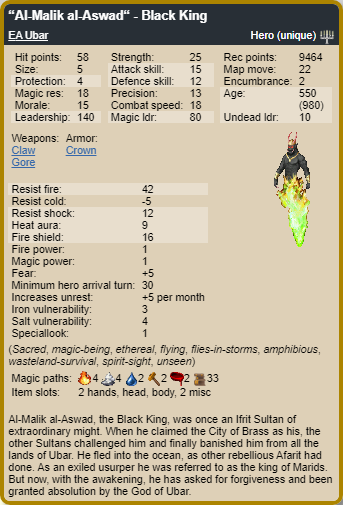 “Al-Malik al-Aswad“ - Black King
EA Ubar Hero (unique)
Hit points: 58 Strength: 25 Rec points: 9464
Size: 5 Attack skill: 15 Map move: 22
Protection: 4 Defence skill: 12 Encumbrance: 2
Magic res: 18 Precision: 13 Age: 550
Morale: 15 Combat speed: 18 (980)
Leadership: 140 Magic ldr: 80 Undead ldr: 10
Weapons: Armor:
Claw Crown
Gore
Resist fire: 42
Resist cold: -5
Resist shock: 12
Heat aura: 9
Fire shield: 16
Fire power: 1
Magic power: 1
Fear: +5
Minimum hero arrival turn: 30
Increases unrest: +5 per month
Iron vulnerability: 3
Salt vulnerability: 4
Speciallook: 1
(Sacred, magic-being, ethereal, flying, flies-in-storms, amphibious,
wasteland-survival, spirit-sight, unseen)
Magic paths: 4 4 2 2 2 33
Item slots: 2 hands, head, body, 2 misc
Al-Malik al-Aswad, the Black King, was once an Ifrit Sultan of
extraordinary might. When he claimed the City of Brass as his, the
other Sultans challenged him and finally banished him from all the
lands of Ubar. He fled into the ocean, as other rebellious Afarit had
done. As an exiled usurper he was referred to as the king of Marids.
But now, with the awakening, he has asked for forgiveness and been
granted absolution by the God of Ubar.